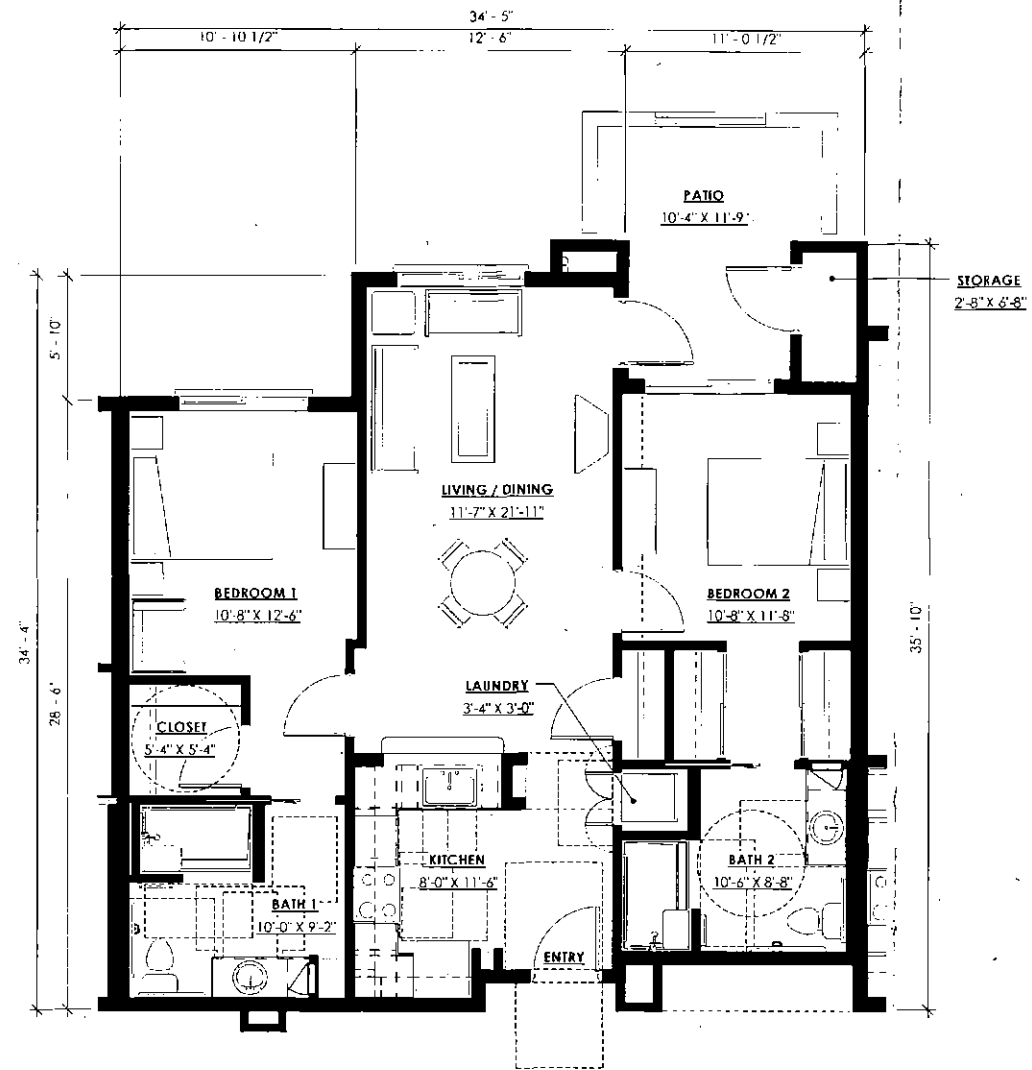 34' - 5"
10' - 10 1/2"
12' - 6"
11' - 0 1/2"
PATIO
10'-4" X 11'-9"
STORAGE
2'-8" X 6'-8"
5' - 10"
LIVING / DINING
11'-7" X 21'-11"
BEDROOM 1
10'-8" X 12'-6"
BEDROOM 2
10'-8" X 11'-8"
34' - 4"
28' - 6"
35' - 10"
LAUNDRY
3'-4" X 3'-0"
CLOSET
5'-4" X 5'-4"
KITCHEN
8'-0" X 11'-6"
BATH 2
10'-6" X 8'-8"
BATH 1
10'-0" X 9'-2"
ENTRY